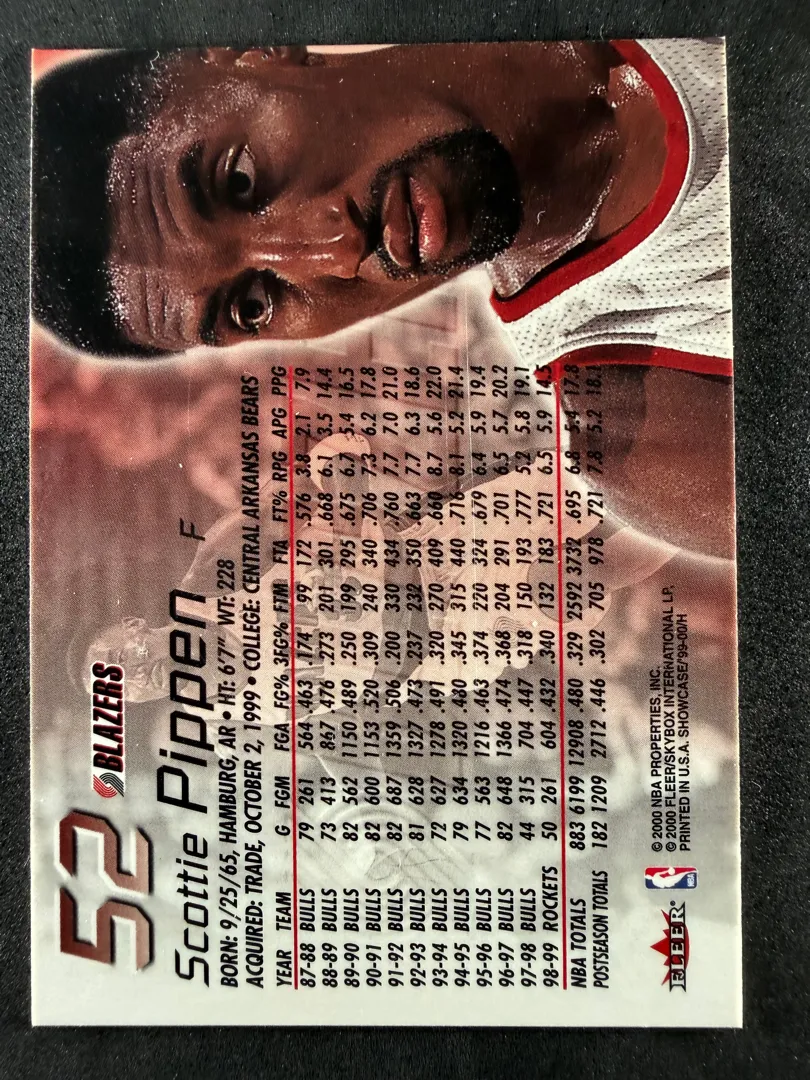 52
BLAZERS
Scottie Pippen F
BORN: 9/25/65, HAMBURG, AR • HT: 6'7" WT: 228
ACQUIRED: TRADE, OCTOBER 2, 1999 • COLLEGE: CENTRAL ARKANSAS BEARS
YEAR TEAM G FGM FGA FG% 3FG% FTM FTA FT% RPG APG PPG
87-88 BULLS 79 261 564 .463 .174 99 172 .576 3.8 2.1 7.9
88-89 BULLS 73 413 867 .476 .273 201 301 .668 6.1 3.5 14.4
89-90 BULLS 82 562 1150 .489 .250 199 295 .675 6.7 5.4 16.5
90-91 BULLS 82 600 1153 .520 .309 240 340 .706 7.3 6.2 17.8
91-92 BULLS 82 687 1359 .506 .200 330 434 .760 7.7 7.0 21.0
92-93 BULLS 81 628 1327 .473 .237 232 350 .663 7.7 6.3 18.6
93-94 BULLS 72 627 1278 .491 .320 270 409 .660 8.7 5.6 22.0
94-95 BULLS 79 634 1320 .480 .345 315 440 .716 8.1 5.2 21.4
95-96 BULLS 77 563 1216 .463 .374 220 324 .679 6.4 5.9 19.4
96-97 BULLS 82 648 1366 .474 .368 204 291 .701 6.5 5.7 20.2
97-98 BULLS 44 315 704 .447 .318 150 193 .777 5.2 5.8 19.1
98-99 ROCKETS 50 261 604 .432 .340 132 183 .721 6.5 5.9 14.5
NBA TOTALS 883 6199 12908 .480 .329 2592 3732 .695 6.8 5.4 17.8
POSTSEASON TOTALS 182 1209 2712 .446 .302 705 978 .721 7.8 5.2 18.1
FLEER®
NBA
© 2000 NBA PROPERTIES, INC.
© 2000 FLEER/SKYBOX INTERNATIONAL LP.
PRINTED IN U.S.A. SHOWCASE/'99-00/H